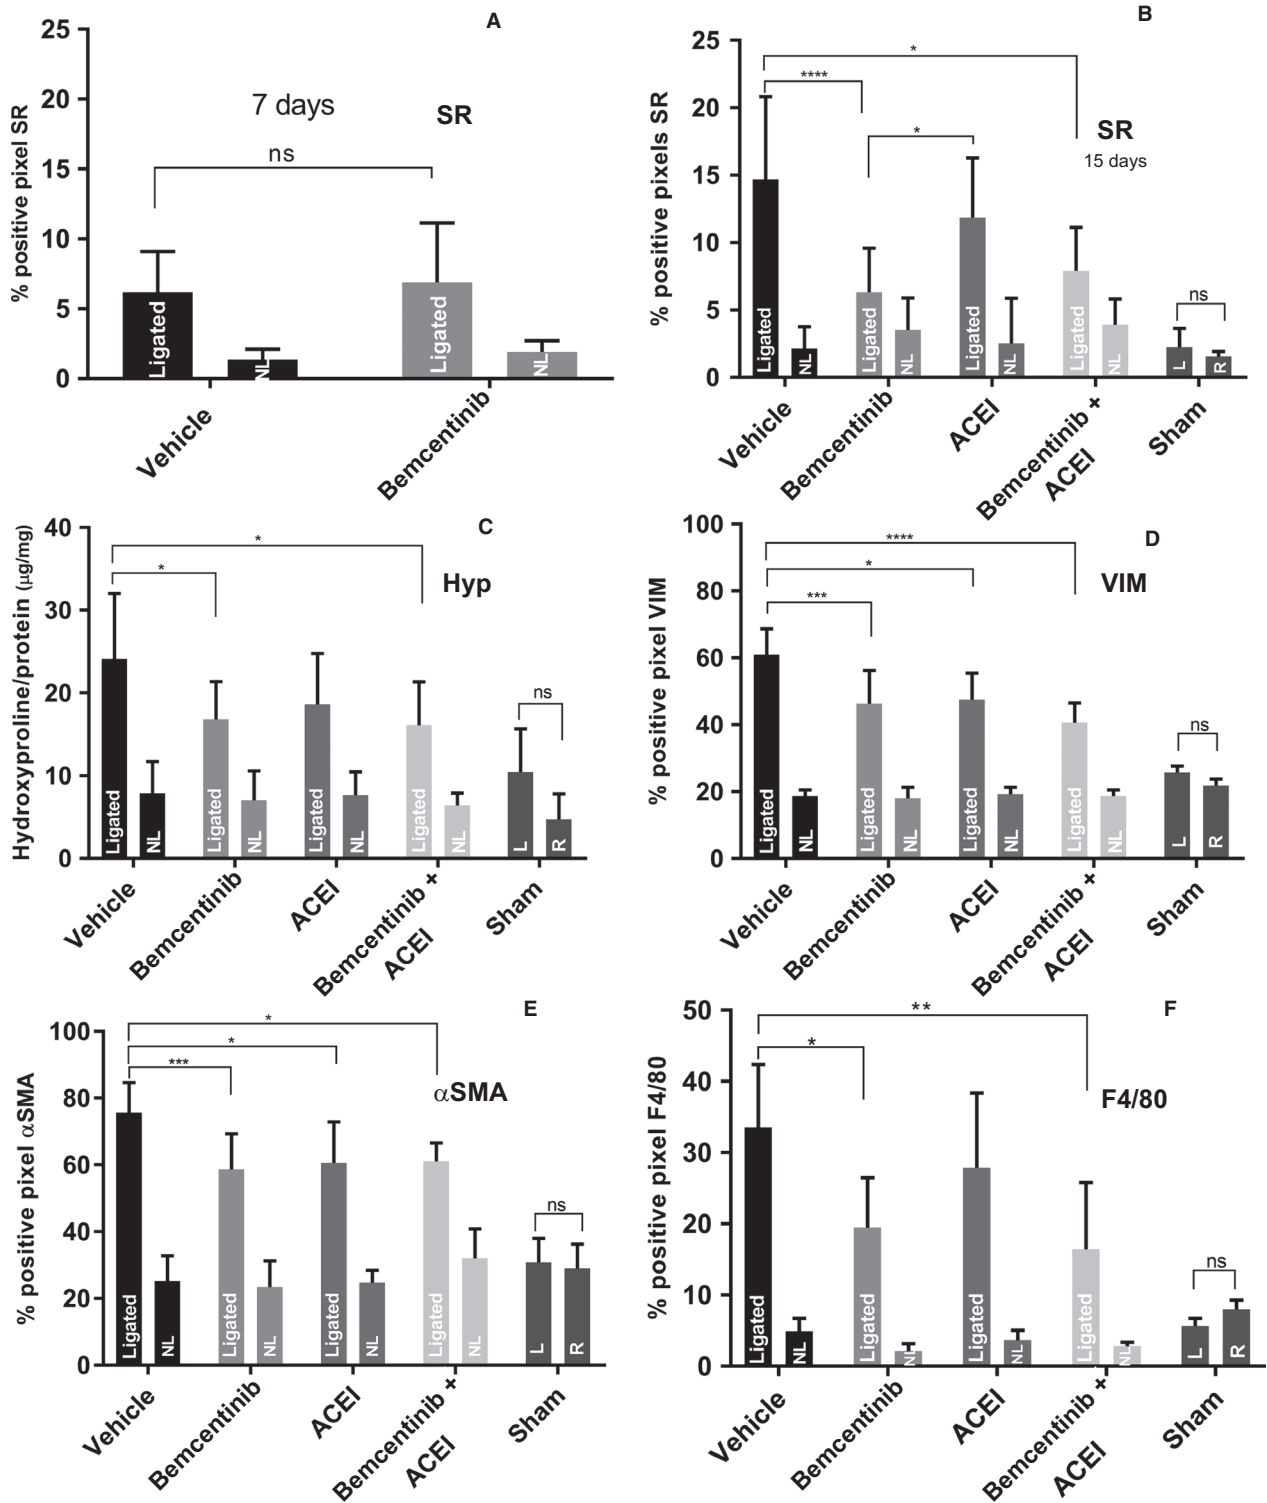 A
% positive pixel SR
25
20
15
10
5
0
7 days
SR
ns
Ligated
NL
Ligated
NL
Vehicle
Bemcentinib
B
% positive pixels SR
25
20
15
10
5
0
*
****
*
SR
15 days
ns
Ligated
NL
Ligated
NL
Ligated
NL
Ligated
NL
L
R
Vehicle
Bemcentinib
ACEI
Bemcentinib +
ACEI
Sham
C
Hydroxyproline/protein (µg/mg)
40
30
20
10
0
*
*
Hyp
ns
Ligated
NL
Ligated
NL
Ligated
NL
Ligated
NL
L
R
Vehicle
Bemcentinib
ACEI
Bemcentinib +
ACEI
Sham
D
% positive pixel VIM
100
80
60
40
20
0
****
*
***
VIM
ns
Ligated
NL
Ligated
NL
Ligated
NL
Ligated
NL
L
R
Vehicle
Bemcentinib
ACEI
Bemcentinib +
ACEI
Sham
E
% positive pixel αSMA
100
80
60
40
20
0
*
*
***
αSMA
ns
Ligated
NL
Ligated
NL
Ligated
NL
Ligated
NL
L
R
Vehicle
Bemcentinib
ACEI
Bemcentinib +
ACEI
Sham
F
% positive pixel F4/80
50
40
30
20
10
0
**
*
F4/80
ns
Ligated
NL
Ligated
NL
Ligated
NL
Ligated
NL
L
R
Vehicle
Bemcentinib
ACEI
Bemcentinib +
ACEI
Sham